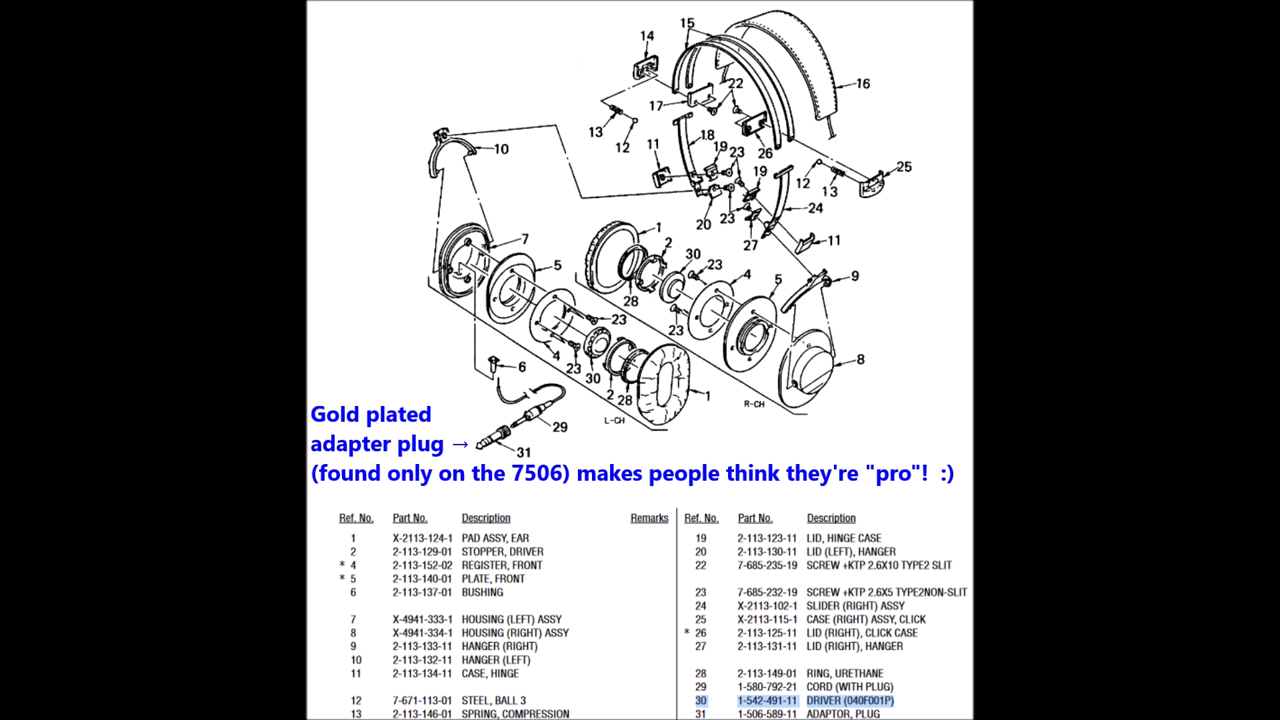 15
14
16
22
17
13
12
18
26
10
11
19
23
12
25
19
13
20
23
24
27
11
1
7
2
30
5
23
4
5
9
28
23
23
4
8
6
23
30
2
28
1
R-CH
L-CH
29
31
Gold plated
adapter plug →
(found only on the 7506) makes people think they're "pro"! :)
Ref. No. Part No. Description Remarks
1 X-2113-124-1 PAD ASSY, EAR
2 2-113-129-01 STOPPER, DRIVER
* 4 2-113-152-02 REGISTER, FRONT
* 5 2-113-140-01 PLATE, FRONT
6 2-113-137-01 BUSHING
7 X-4941-333-1 HOUSING (LEFT) ASSY
8 X-4941-334-1 HOUSING (RIGHT) ASSY
9 2-113-133-11 HANGER (RIGHT)
10 2-113-132-11 HANGER (LEFT)
11 2-113-134-11 CASE, HINGE
12 7-671-113-01 STEEL, BALL 3
13 2-113-146-01 SPRING, COMPRESSION
Ref. No. Part No. Description
19 2-113-123-11 LID, HINGE CASE
20 2-113-130-11 LID (LEFT), HANGER
22 7-685-235-19 SCREW +KTP 2.6X10 TYPE2 SLIT
23 7-685-232-19 SCREW +KTP 2.6X5 TYPE2NON-SLIT
24 X-2113-102-1 SLIDER (RIGHT) ASSY
25 X-2113-115-1 CASE (RIGHT) ASSY, CLICK
* 26 2-113-125-11 LID (RIGHT), CLICK CASE
27 2-113-131-11 LID (RIGHT), HANGER
28 2-113-149-01 RING, URETHANE
29 1-580-792-21 CORD (WITH PLUG)
30 1-542-491-11 DRIVER (040F001P)
31 1-506-589-11 ADAPTOR, PLUG